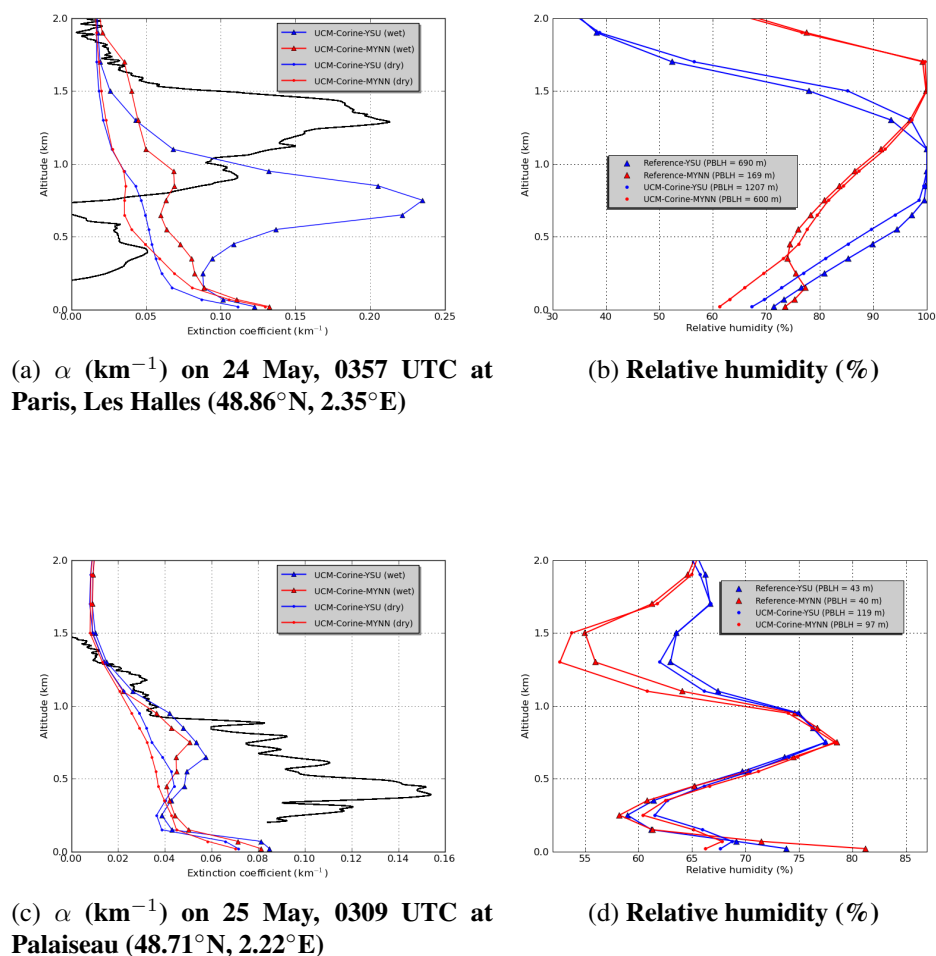 2.0
1.5
1.0
0.5
0.0
Altitude (km)
0.00 0.05 0.10 0.15 0.20 0.25
Extinction coefficient (km⁻¹)
UCM-Corine-YSU (wet)
UCM-Corine-MYNN (wet)
UCM-Corine-YSU (dry)
UCM-Corine-MYNN (dry)
2.0
1.5
1.0
0.5
0.0
Altitude (km)
30 40 50 60 70 80 90 100
Relative humidity (%)
Reference-YSU (PBLH = 690 m)
Reference-MYNN (PBLH = 169 m)
UCM-Corine-YSU (PBLH = 1207 m)
UCM-Corine-MYNN (PBLH = 600 m)
(a) α (km⁻¹) on 24 May, 0357 UTC at
Paris, Les Halles (48.86°N, 2.35°E)
(b) Relative humidity (%)
2.0
1.5
1.0
0.5
0.0
Altitude (km)
0.00 0.02 0.04 0.06 0.08 0.10 0.12 0.14 0.16
Extinction coefficient (km⁻¹)
UCM-Corine-YSU (wet)
UCM-Corine-MYNN (wet)
UCM-Corine-YSU (dry)
UCM-Corine-MYNN (dry)
2.0
1.5
1.0
0.5
0.0
Altitude (km)
55 60 65 70 75 80 85
Relative humidity (%)
Reference-YSU (PBLH = 43 m)
Reference-MYNN (PBLH = 40 m)
UCM-Corine-YSU (PBLH = 119 m)
UCM-Corine-MYNN (PBLH = 97 m)
(c) α (km⁻¹) on 25 May, 0309 UTC at
Palaiseau (48.71°N, 2.22°E)
(d) Relative humidity (%)